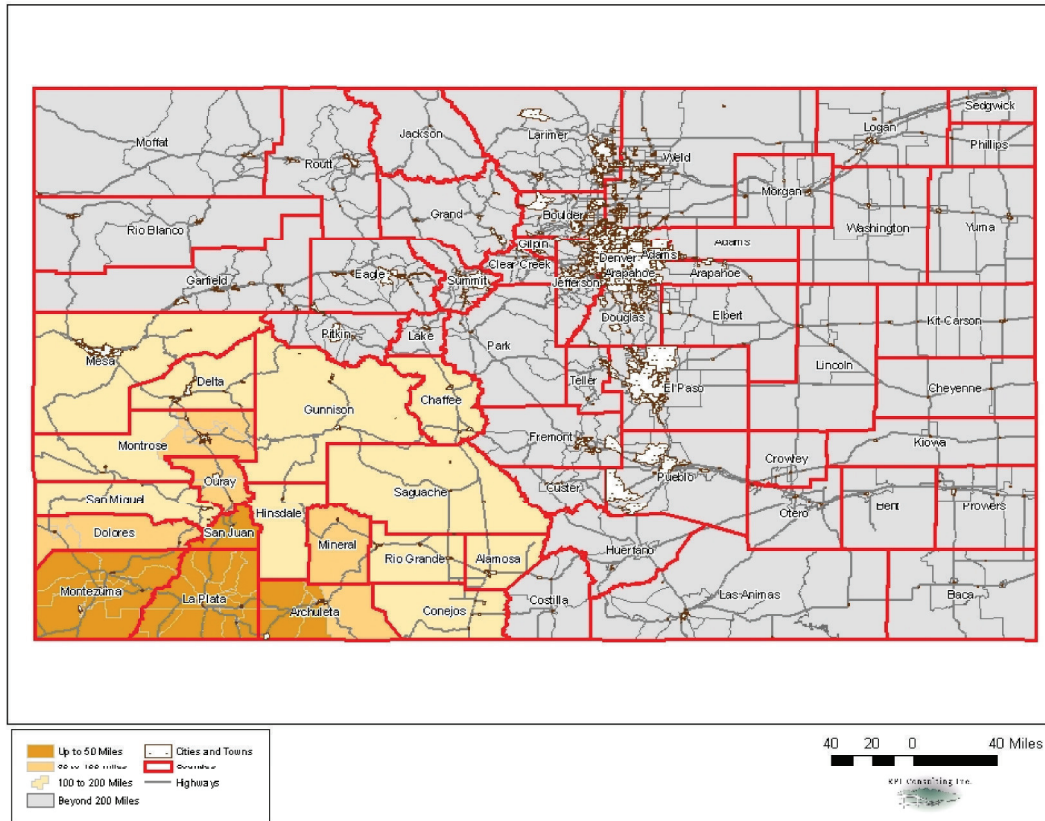 Sedgwick
Logan
Jackson
Larimer
Moffat
Phillips
Routt
Weld
Morgan
Grand
Boulder
Rio Blanco
Washington
Yuma
Gilpin
Adams
Adams
Clear Creek
Denver
Eagle
Summit
Arapahoe
Arapahoe
Garfield
Jefferson
Douglas
Elbert
Kit Carson
Pitkin
Lake
Park
Mesa
Lincoln
Delta
Teller
El Paso
Cheyenne
Gunnison
Chaffee
Montrose
Fremont
Kiowa
Crowley
Pueblo
Ouray
Saguache
Custer
San Miguel
Hinsdale
Otero
Bent
Prowers
Dolores
San Juan
Mineral
Huerfano
Rio Grande
Alamosa
Montezuma
La Plata
Archuleta
Conejos
Costilla
Las Animas
Baca
Up to 50 Miles
Cities and Towns
100 to 200 Miles
Highways
Beyond 200 Miles
40 20 0 40 Miles
RPI Consulting Inc.